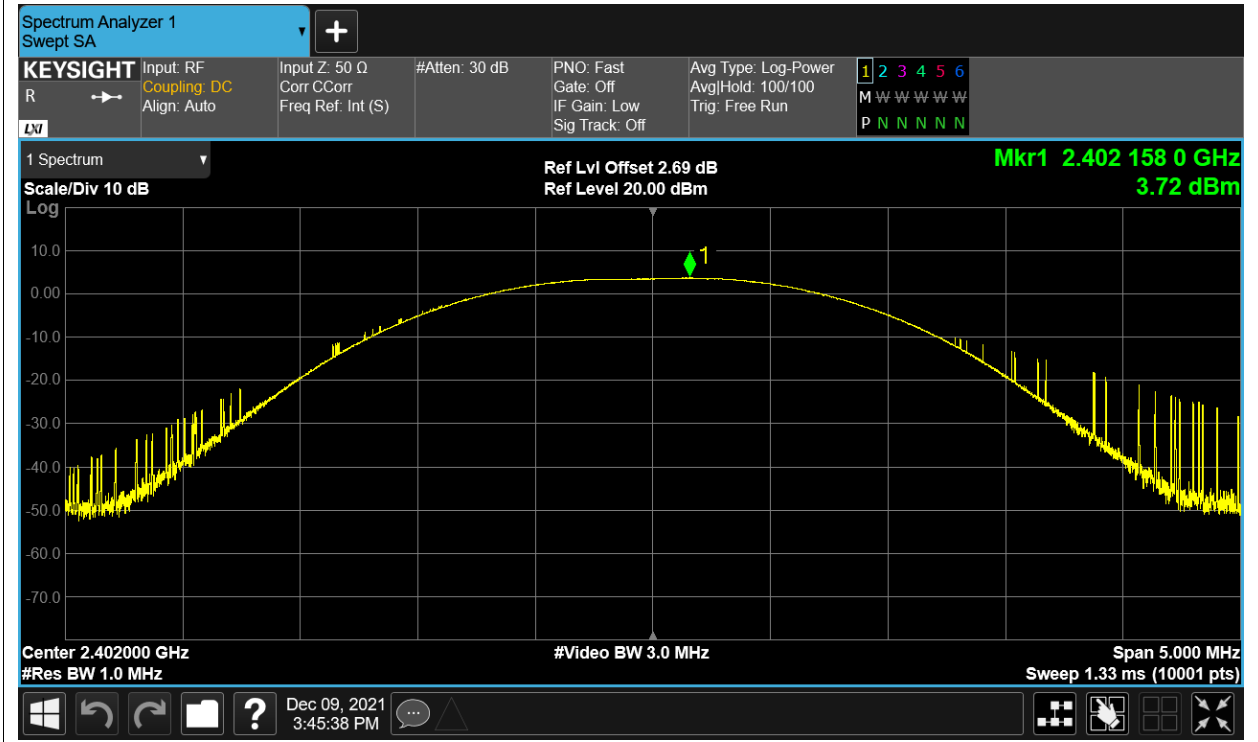 Spectrum Analyzer 1
Swept SA
+
KEYSIGHT
R
LXI
Input: RF
Coupling: DC
Align: Auto
Input Z: 50 Ω
Corr CCorr
Freq Ref: Int (S)
#Atten: 30 dB
PNO: Fast
Gate: Off
IF Gain: Low
Sig Track: Off
Avg Type: Log-Power
Avg|Hold: 100/100
Trig: Free Run
1 2 3 4 5 6
M W W W W W W
P N N N N N N
1 Spectrum
Scale/Div 10 dB
Log
Ref Lvl Offset 2.69 dB
Ref Level 20.00 dBm
Mkr1 2.402 158 0 GHz
3.72 dBm
1
10.0
0.00
-10.0
-20.0
-30.0
-40.0
-50.0
-60.0
-70.0
Center 2.402000 GHz
#Res BW 1.0 MHz
#Video BW 3.0 MHz
Span 5.000 MHz
Sweep 1.33 ms (10001 pts)
?
Dec 09, 2021
3:45:38 PM